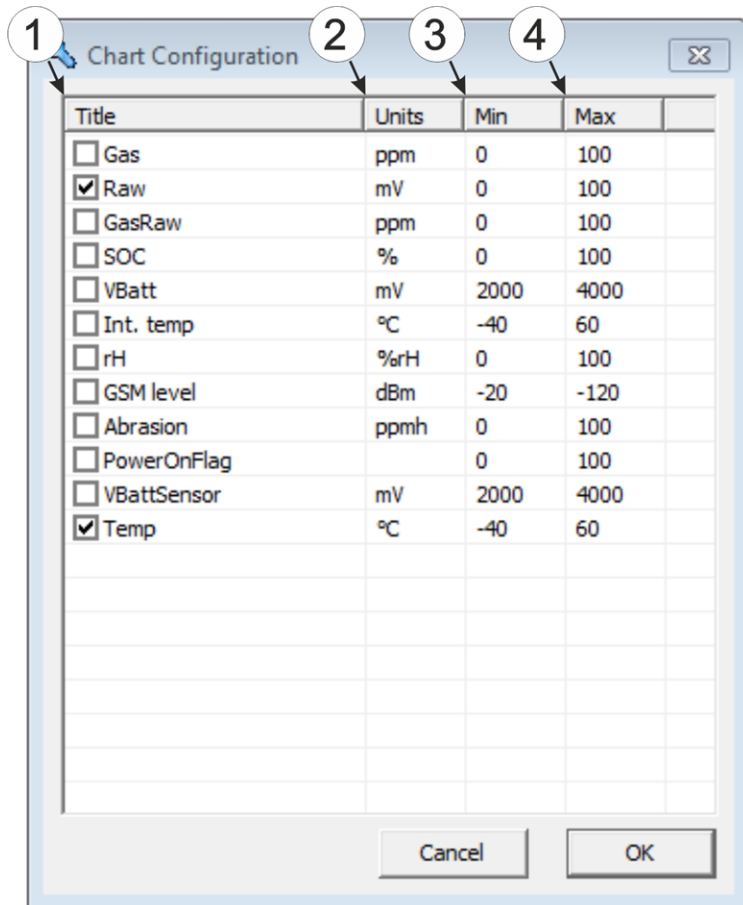 1 2 3 4
Chart Configuration
Title Units Min Max
Gas ppm 0 100
Raw mV 0 100
GasRaw ppm 0 100
SOC % 0 100
VBatt mV 2000 4000
Int. temp °C -40 60
rH %rH 0 100
GSM level dBm -20 -120
Abrasion ppmh 0 100
PowerOnFlag 0 100
VBattSensor mV 2000 4000
Temp °C -40 60
Cancel OK